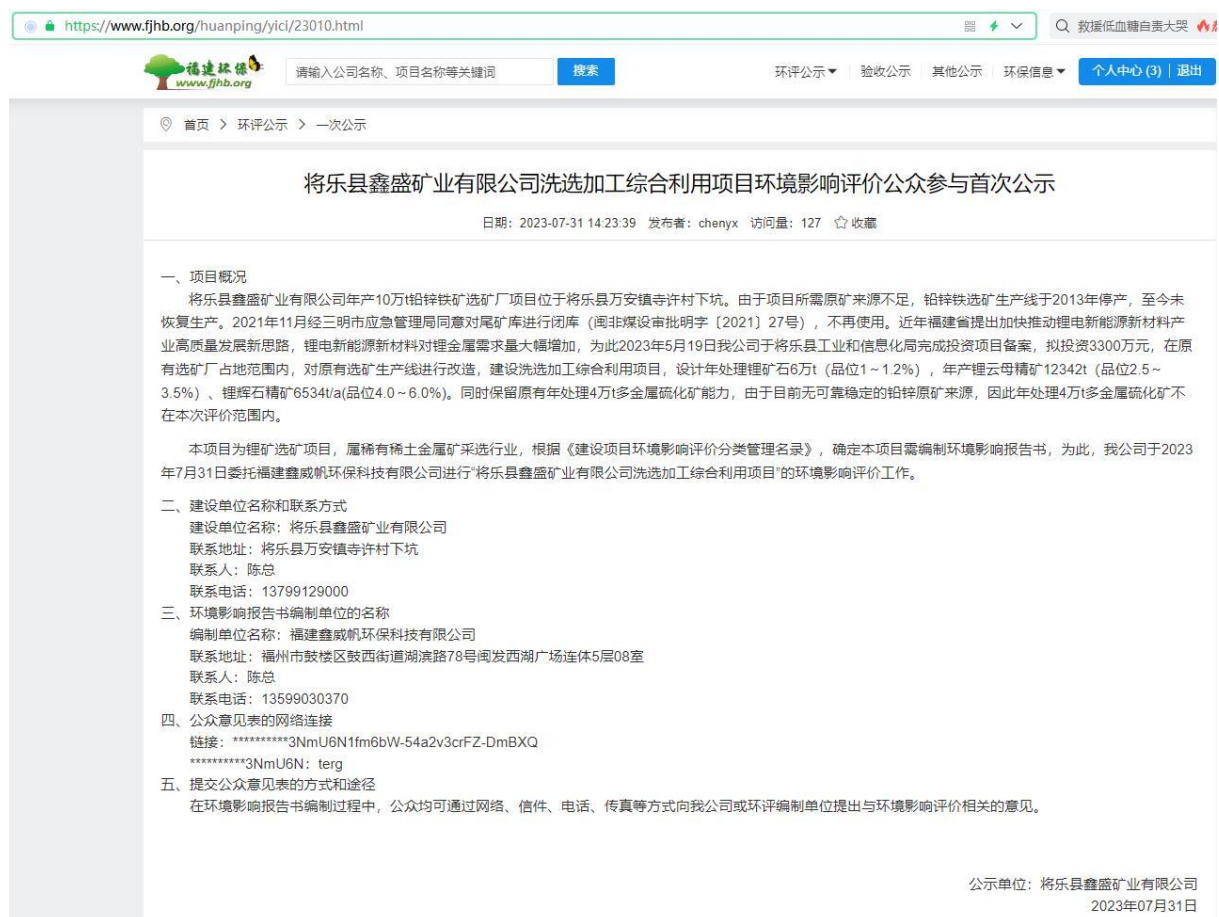 https://www.fjhb.org/huanping/yici/23010.html
救援低血糖自责大哭
福建环保
www.fjhb.org
请输入公司名称、项目名称等关键词
搜索
环评公示
验收公示
其他公示
环保信息
个人中心 (3) | 退出
首页 > 环评公示 > 一次公示
将乐县鑫盛矿业有限公司洗选加工综合利用项目环境影响评价公众参与首次公示
日期：2023-07-31 14:23:39 发布者：chenyx 访问量：127 收藏
一、项目概况
将乐县鑫盛矿业有限公司年产10万t铅锌铁矿选矿厂项目位于将乐县万安镇寺许村下坑。由于项目所需原矿来源不足，铅锌铁选矿生产线于2013年停产，至今未
恢复生产。2021年11月经三明市应急管理局同意对尾矿库进行闭库（闽非煤设审批明字〔2021〕27号），不再使用。近年福建省提出加快推动锂电新能源新材料产
业高质量发展新思路，锂电新能源新材料对锂金属需求量大幅增加，为此2023年5月19日我公司于将乐县工业和信息化局完成投资项目备案，拟投资3300万元，在原
有选矿厂占地范围内，对原有选矿生产线进行改造，建设洗选加工综合利用项目，设计年处理锂矿石6万t（品位1~1.2%），年产锂云母精矿12342t（品位2.5~
3.5%）、锂辉石精矿6534t/a(品位4.0~6.0%)。同时保留原有年处理4万t多金属硫化矿能力，由于目前无可靠稳定的铅锌原矿来源，因此年处理4万t多金属硫化矿不
在本次评价范围内。
本项目为锂矿选矿项目，属稀有稀土金属矿采选行业，根据《建设项目环境影响评价分类管理名录》，确定本项目需编制环境影响报告书，为此，我公司于2023
年7月31日委托福建鑫威帆环保科技有限公司进行“将乐县鑫盛矿业有限公司洗选加工综合利用项目”的环境影响评价工作。
二、建设单位名称和联系方式
建设单位名称：将乐县鑫盛矿业有限公司
联系地址：将乐县万安镇寺许村下坑
联系人：陈总
联系电话：13799129000
三、环境影响报告书编制单位的名称
编制单位名称：福建鑫威帆环保科技有限公司
联系地址：福州市鼓楼区鼓西街道湖滨路78号闽发西湖广场连体5层08室
联系人：陈总
联系电话：13599030370
四、公众意见表的网络连接
链接：**********3NmU6N1fm6bW-54a2v3crFZ-DmBXQ
**********3NmU6N：terg
五、提交公众意见表的方式和途径
在环境影响报告书编制过程中，公众均可通过网络、信件、电话、传真等方式向我公司或环评编制单位提出与环境影响评价相关的意见。
公示单位：将乐县鑫盛矿业有限公司
2023年07月31日